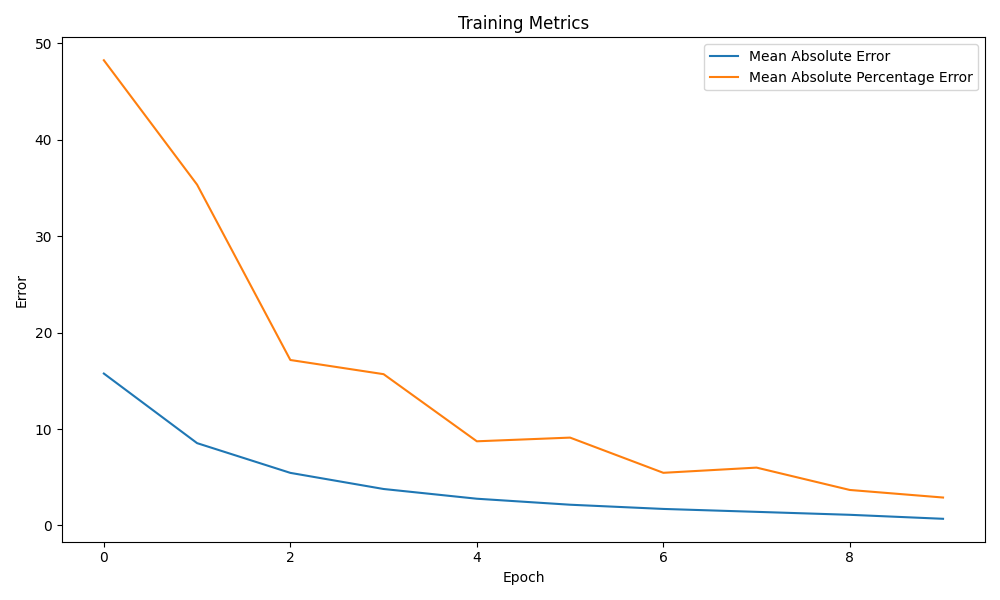 Training Metrics
50
40
30
20
10
0
Error
Mean Absolute Error
Mean Absolute Percentage Error
0 2 4 6 8
Epoch